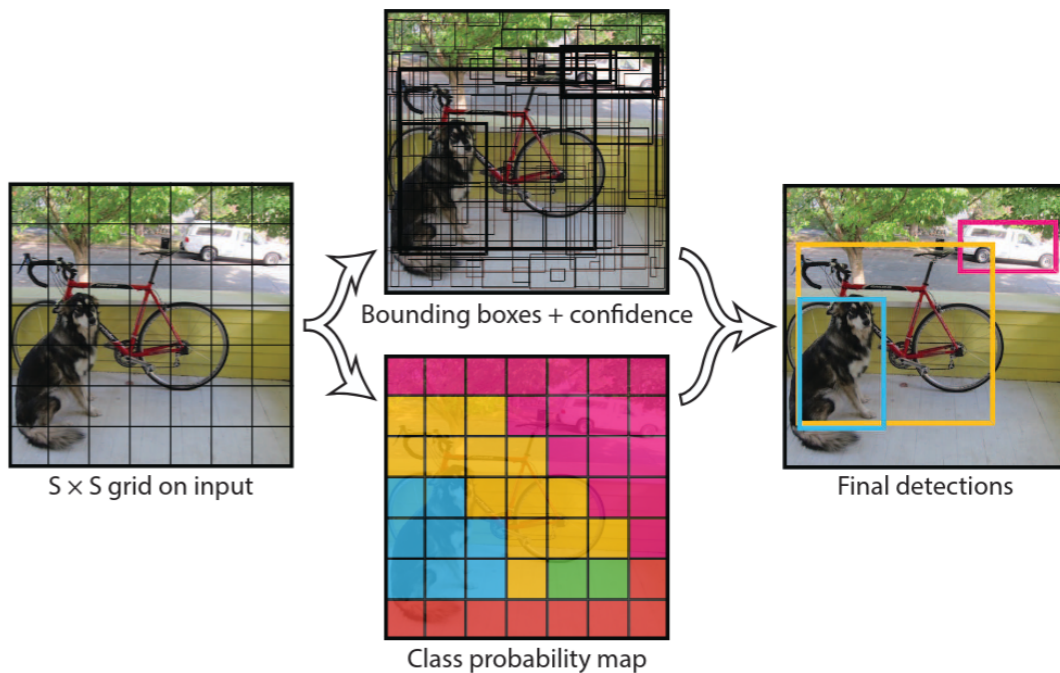 S × S grid on input
Bounding boxes + confidence
Class probability map
Final detections